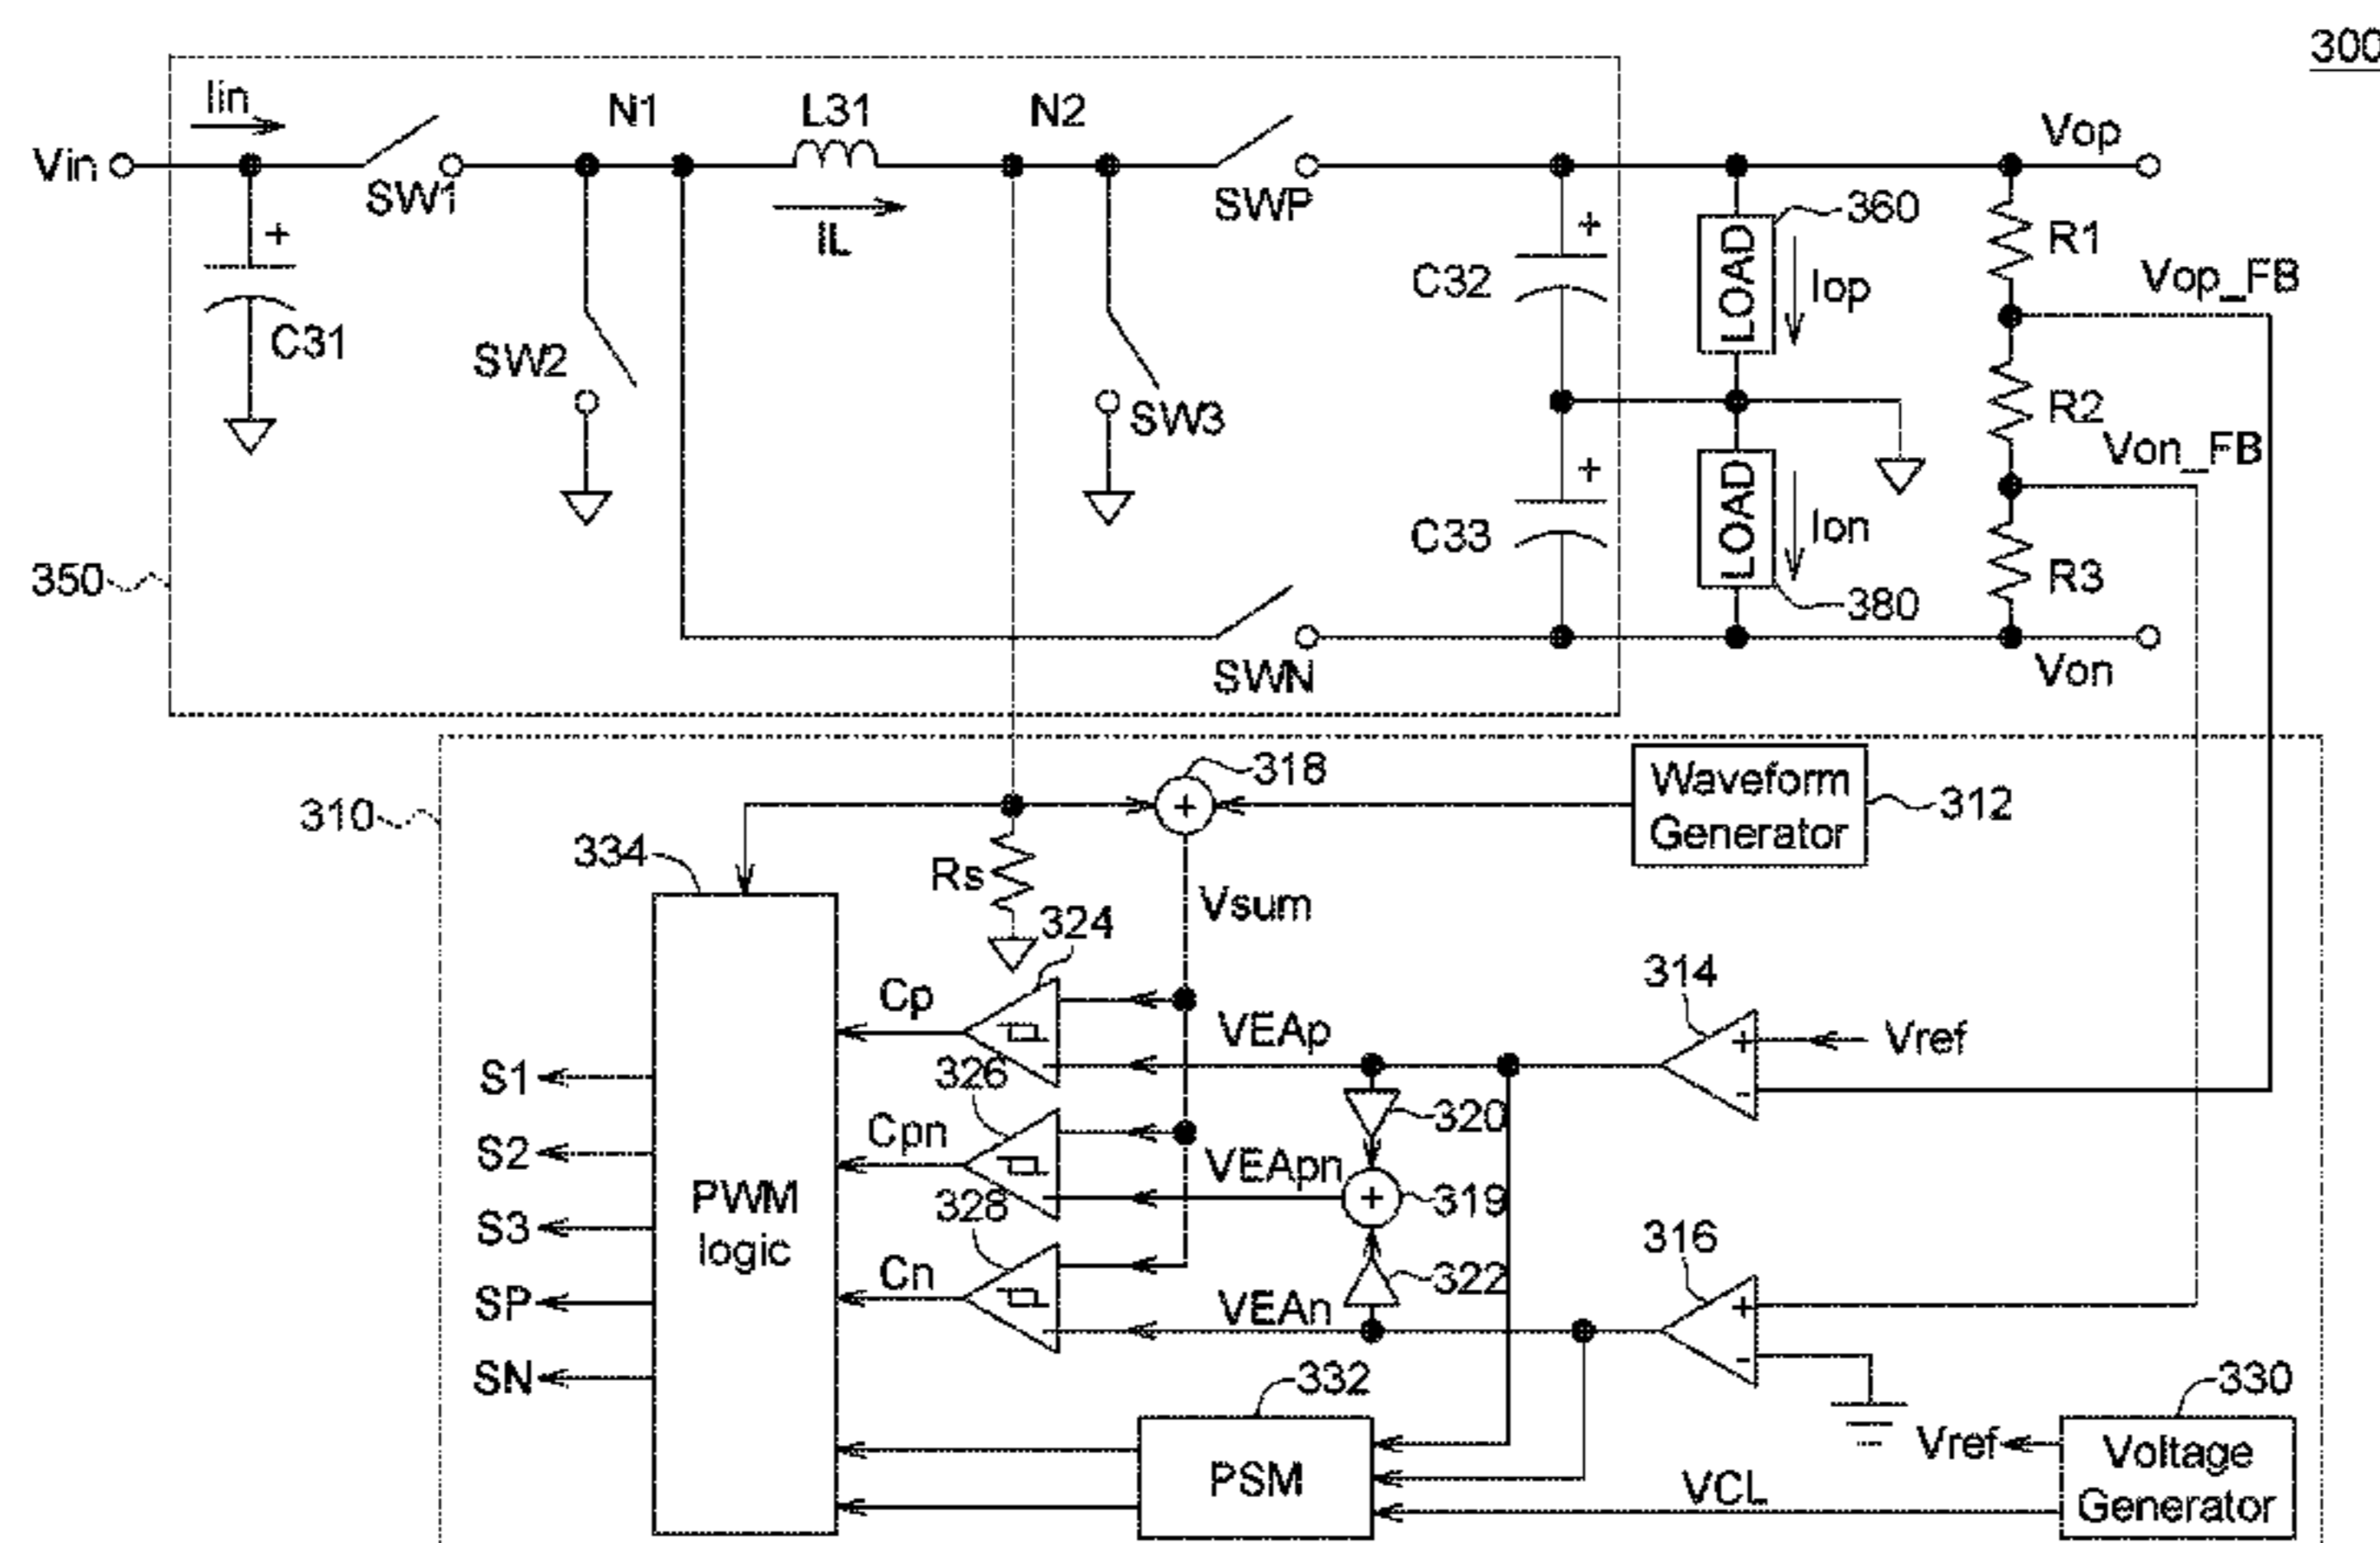 300
Iin
N1
L31
N2
Vop
Vin
SW1
SWP
360
IL
+
+
R1
LOAD
Iop
Vop_FB
C31
C32
SW2
SW3
R2
Von_FB
+
LOAD
Ion
C33
R3
350
380
SWN
Von
318
Waveform
Generator
312
310
+
334
Rs
Vsum
324
314
Cp
VEAp
+
Vref
-
S1
326
320
S2
Cpn
VEApn
PWM
logic
+
319
328
316
S3
Cn
322
SP
VEAn
+
-
SN
332
330
Vref
Voltage
Generator
PSM
VCL